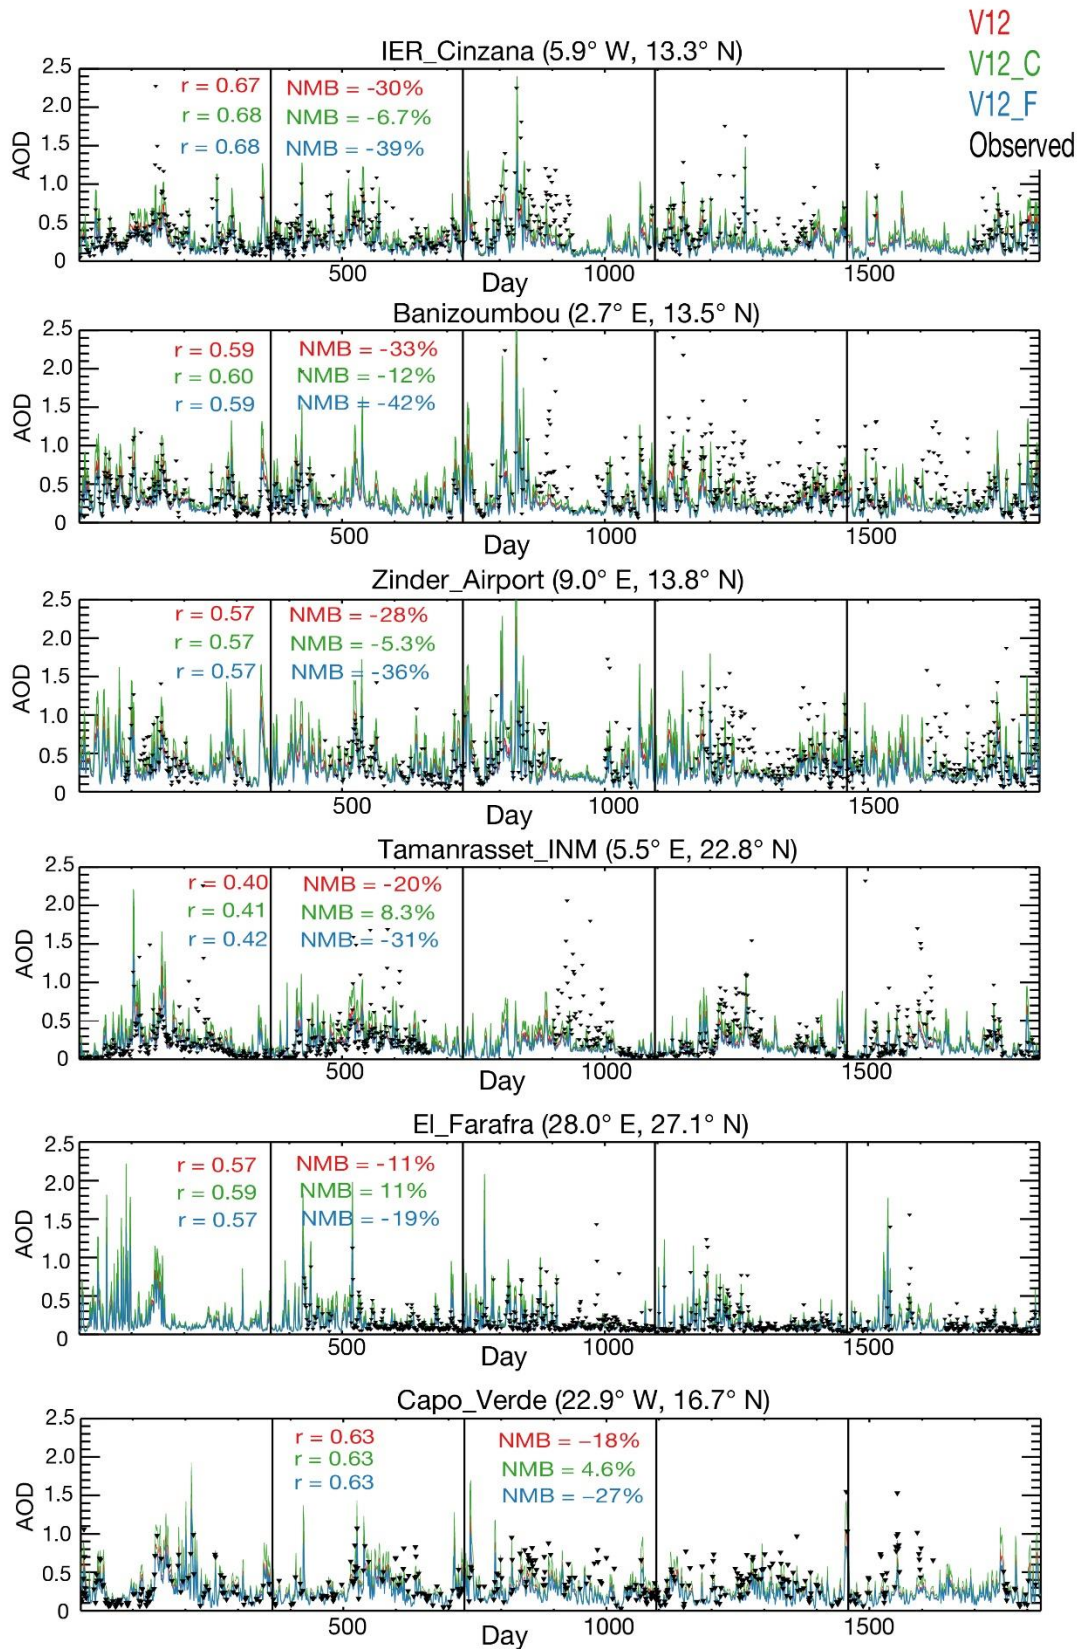 V12
V12_C
V12_F
Observed
IER_Cinzana (5.9° W, 13.3° N)
2.5
2.0
1.5
1.0
0.5
0
AOD
r = 0.67
NMB = -30%
r = 0.68
NMB = -6.7%
r = 0.68
NMB = -39%
500
1000
1500
Day
Banizoumbou (2.7° E, 13.5° N)
2.5
2.0
1.5
1.0
0.5
0
AOD
r = 0.59
NMB = -33%
r = 0.60
NMB = -12%
r = 0.59
NMB = -42%
500
1000
1500
Day
Zinder_Airport (9.0° E, 13.8° N)
2.5
2.0
1.5
1.0
0.5
0
AOD
r = 0.57
NMB = -28%
r = 0.57
NMB = -5.3%
r = 0.57
NMB = -36%
500
1000
1500
Day
Tamanrasset_INM (5.5° E, 22.8° N)
2.5
2.0
1.5
1.0
0.5
0
AOD
r = 0.40
NMB = -20%
r = 0.41
NMB = 8.3%
r = 0.42
NMB = -31%
500
1000
1500
Day
El_Farafra (28.0° E, 27.1° N)
2.5
2.0
1.5
1.0
0.5
0
AOD
r = 0.57
NMB = -11%
r = 0.59
NMB = 11%
r = 0.57
NMB = -19%
500
1000
1500
Day
Capo_Verde (22.9° W, 16.7° N)
2.5
2.0
1.5
1.0
0.5
0
AOD
r = 0.63
NMB = −18%
r = 0.63
NMB = 4.6%
r = 0.63
NMB = −27%
500
1000
1500
Day